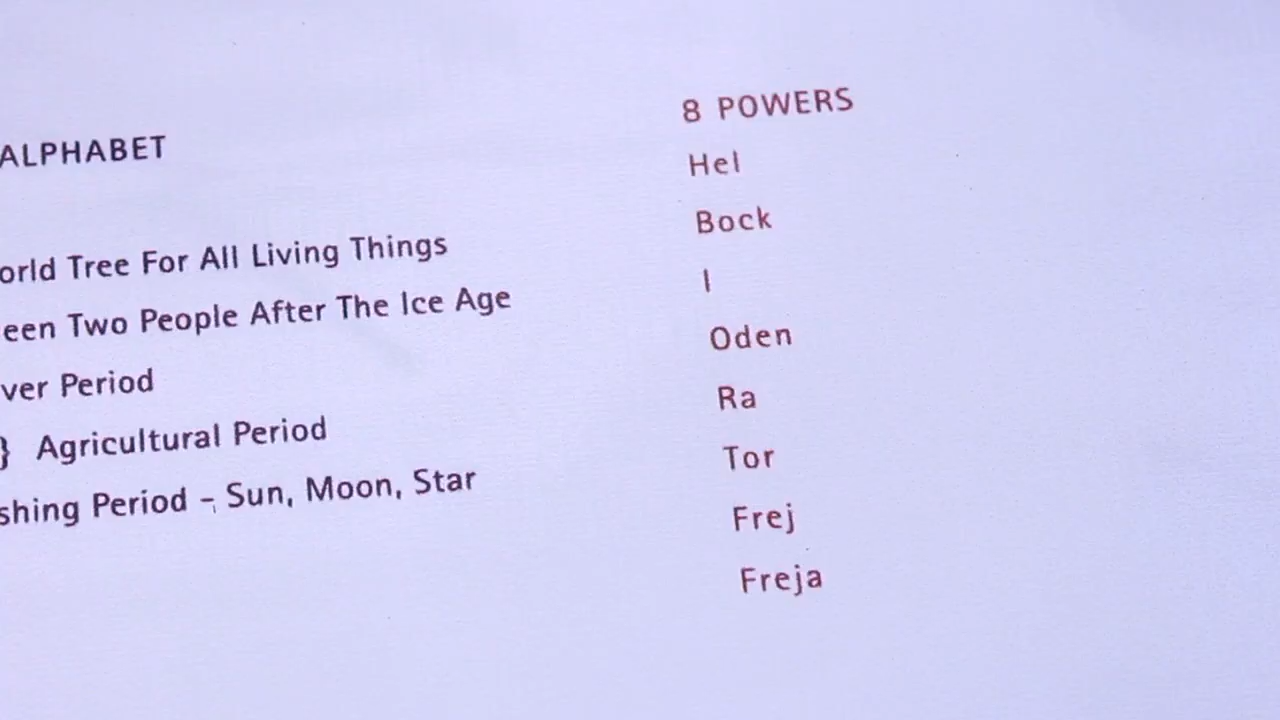 ALPHABET
orld Tree For All Living Things
een Two People After The Ice Age
ver Period
} Agricultural Period
shing Period – Sun, Moon, Star
8 POWERS
Hel
Bock
I
Oden
Ra
Tor
Frej
Freja